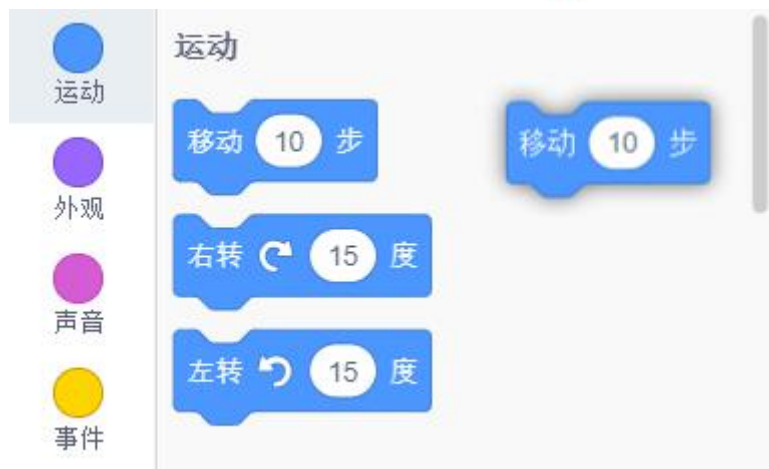 运动
外观
声音
事件
运动
移动 10 步
移动 10 步
右转 15 度
左转 15 度